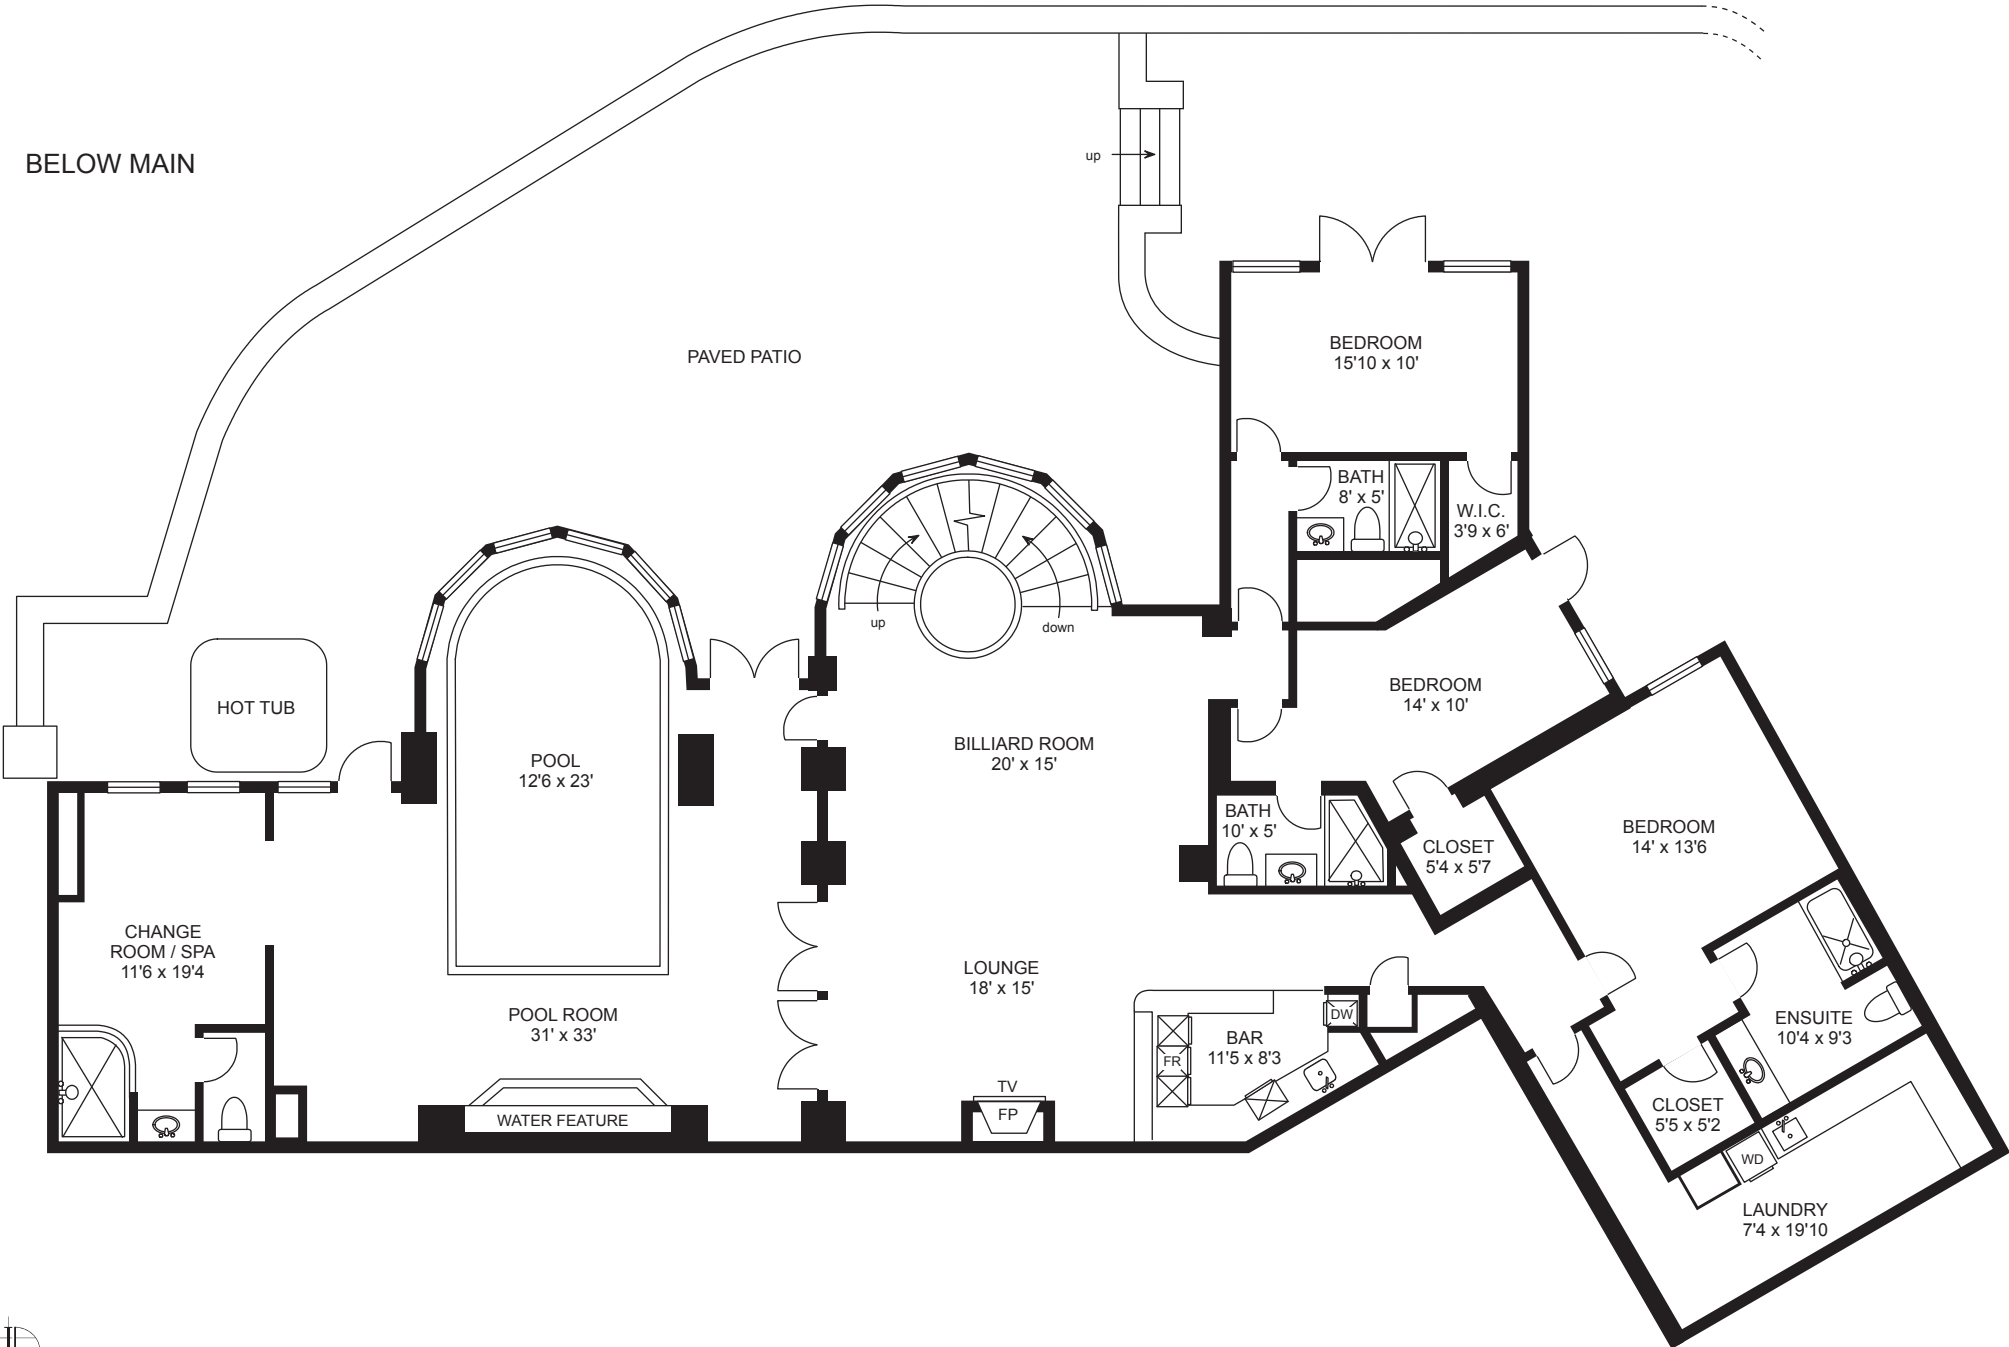 BELOW MAIN
up
PAVED PATIO
BEDROOM
15'10 x 10'
BATH
8' x 5'
W.I.C.
3'9 x 6'
up
down
HOT TUB
POOL
12'6 x 23'
BILLIARD ROOM
20' x 15'
BEDROOM
14' x 10'
BATH
10' x 5'
CLOSET
5'4 x 5'7
BEDROOM
14' x 13'6
CHANGE
ROOM / SPA
11'6 x 19'4
LOUNGE
18' x 15'
POOL ROOM
31' x 33'
DW
BAR
11'5 x 8'3
FR
ENSUITE
10'4 x 9'3
TV
FP
WATER FEATURE
CLOSET
5'5 x 5'2
WD
LAUNDRY
7'4 x 19'10